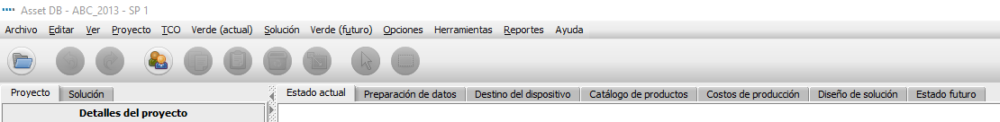 Asset DB - ABC_2013 - SP 1
Archivo Editar Ver Proyecto TCO Verde (actual) Solución Verde (futuro) Opciones Herramientas Reportes Ayuda
Proyecto Solución Estado actual Preparación de datos Destino del dispositivo Catálogo de productos Costos de producción Diseño de solución Estado futuro
Detalles del proyecto